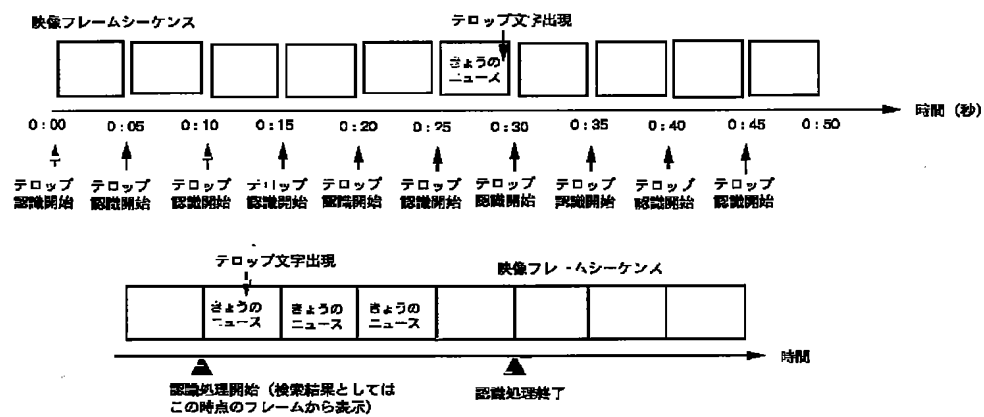 映像フレームシーケンス
テロップ文字出現
きょうの
ニュース
時間（秒）
0:00 0:05 0:10 0:15 0:20 0:25 0:30 0:35 0:40 0:45 0:50
テロップ テロップ テロップ テロップ テロップ テロップ テロップ テロップ テロップ テロップ
認識開始 認識開始 認識開始 認識開始 認識開始 認識開始 認識開始 認識開始 認識開始 認識開始
テロップ文字出現
映像フレームシーケンス
きょうの きょうの きょうの
ニュース ニュース ニュース
時間
認識処理開始（検索結果としては
この時点のフレームから表示）
認識処理終了